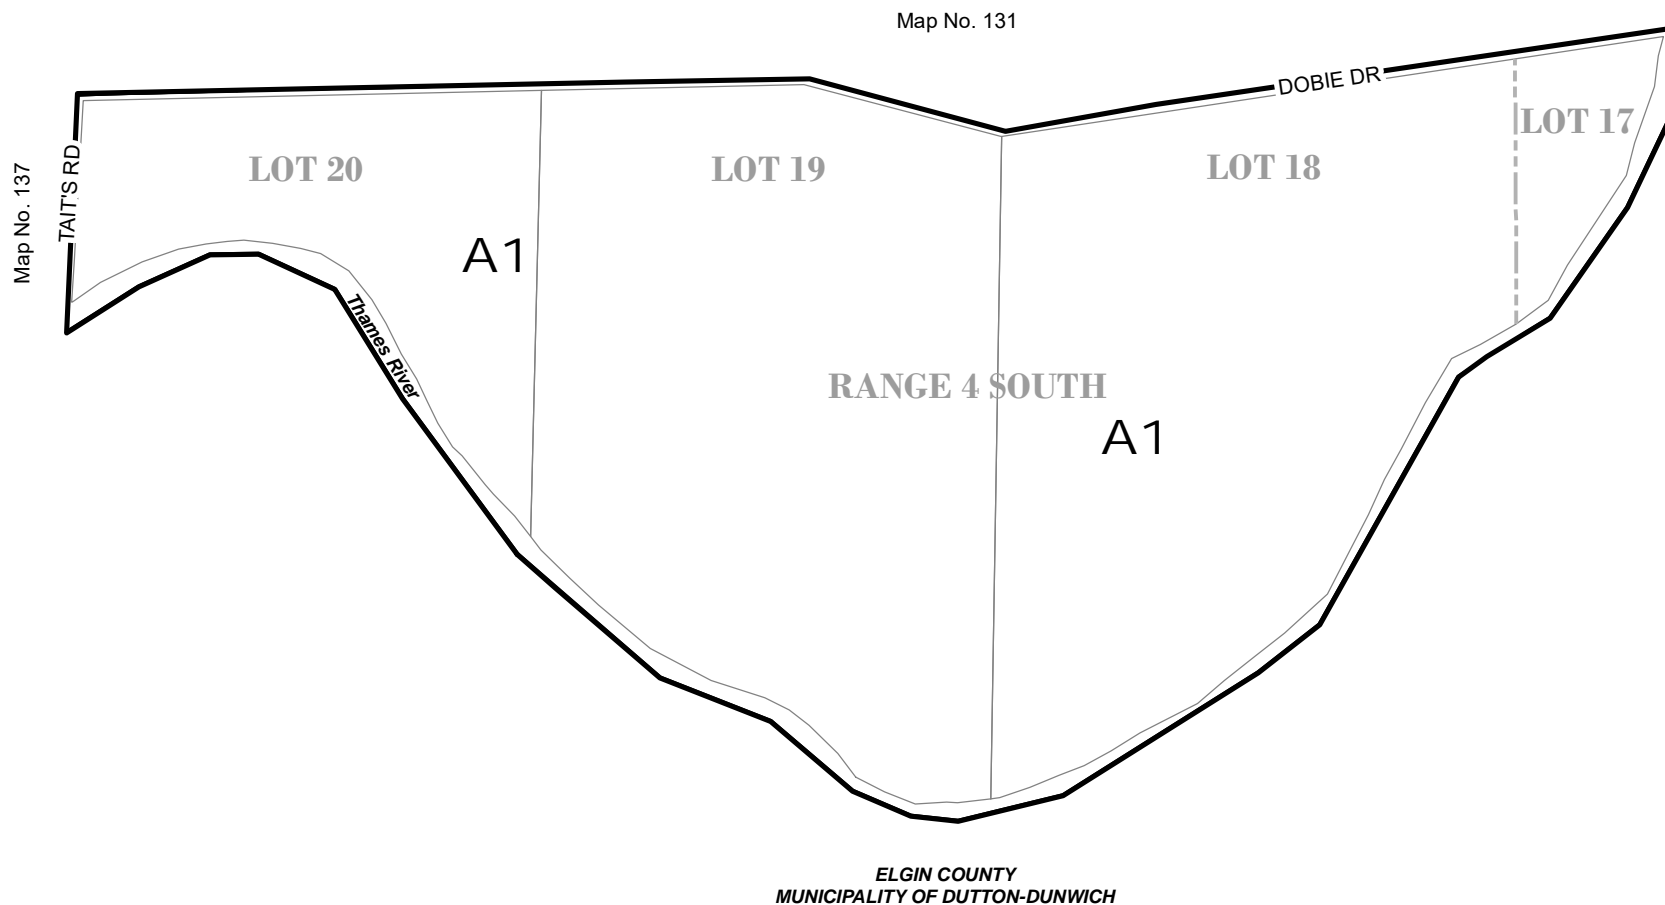 Map No. 131
DOBIE DR
LOT 17
LOT 20
LOT 19
LOT 18
TAIT'S RD
Map No. 137
A1
Thames River
RANGE 4 SOUTH
A1
ELGIN COUNTY
MUNICIPALITY OF DUTTON-DUNWICH